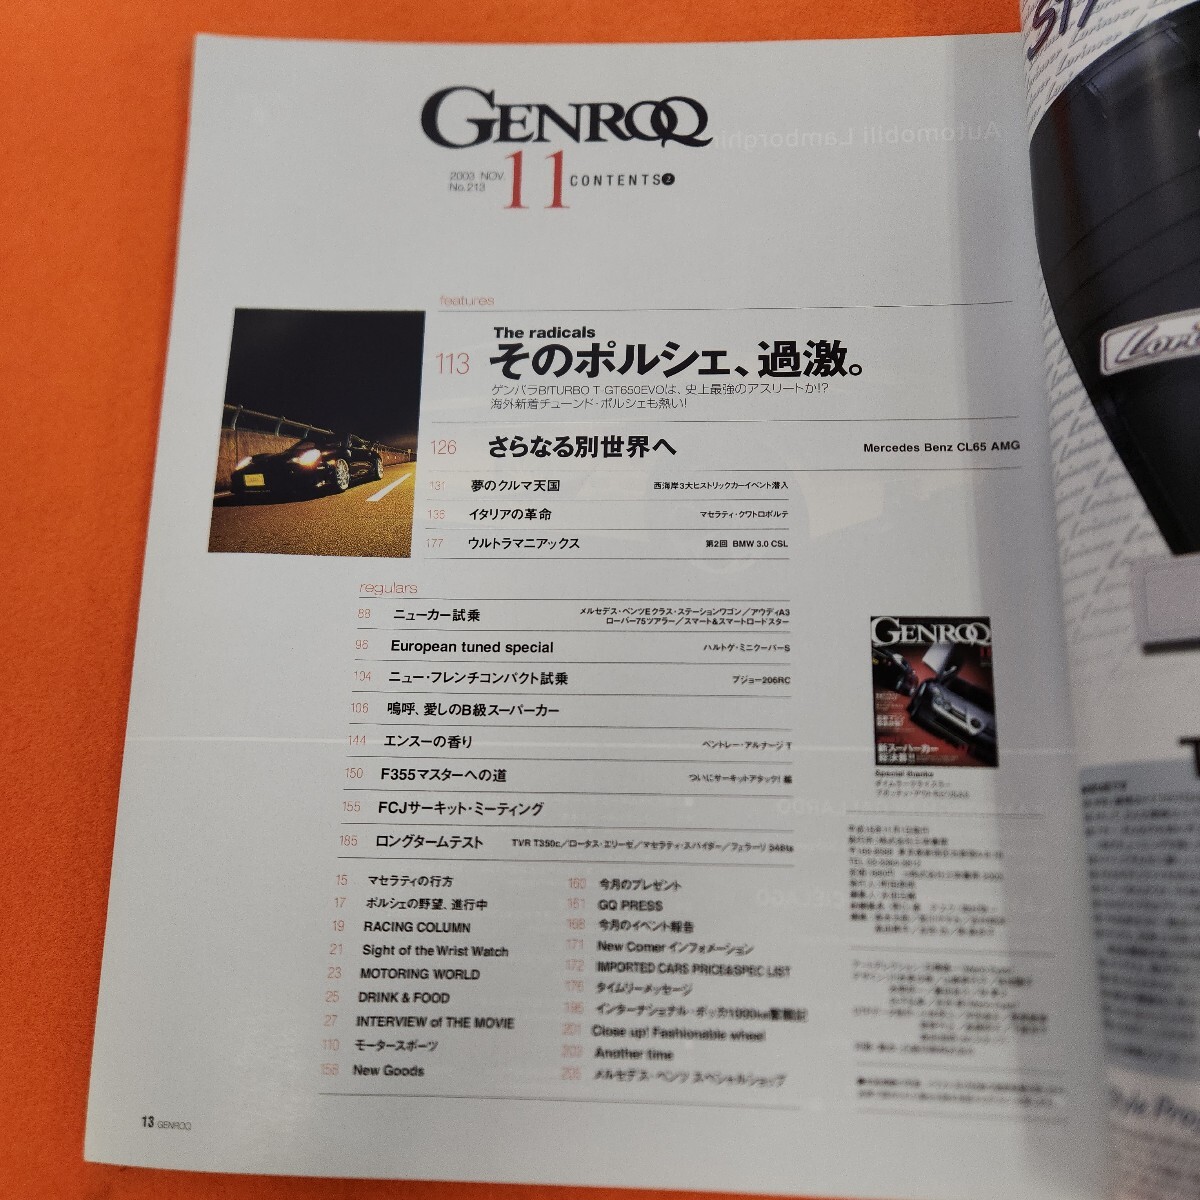 GENROQ
2003 NOV.
No.213
11
CONTENTS2
features
The radicals
113 そのポルシェ、過激。
ゲンバラBITURBO T-GT650EVOは、史上最強のアスリートか!?
海外新着チューンド・ポルシェも熱い!
126 さらなる別世界へ Mercedes Benz CL65 AMG
131 夢のクルマ天国 西海岸3大ヒストリックカーイベント潜入
136 イタリアの革命 マセラティ・クワトロポルテ
177 ウルトラマニアックス 第2回 BMW 3.0 CSL
regulars
88 ニューカー試乗 メルセデス・ベンツEクラス・ステーションワゴン／アウディA3
ローバー75ツアラー／スマート&スマートロードスター
96 European tuned special ハルトゲ・ミニクーパーS
104 ニュー・フレンチコンパクト試乗 プジョー206RC
106 嗚呼、愛しのB級スーパーカー
144 エンスーの香り ベントレー・アルナージ T
150 F355マスターへの道 ついにサーキットアタック! 編
155 FCJサーキット・ミーティング
185 ロングタームテスト TVR T350c／ロータス・エリーゼ／マセラティ・スパイダー／フェラーリ 348ts
15 マセラティの行方
17 ポルシェの野望、進行中
19 RACING COLUMN
21 Sight of the Wrist Watch
23 MOTORING WORLD
25 DRINK & FOOD
27 INTERVIEW of THE MOVIE
110 モータースポーツ
158 New Goods
160 今月のプレゼント
161 GQ PRESS
168 今月のイベント報告
171 New Comer インフォメーション
172 IMPORTED CARS PRICE&SPEC LIST
176 タイムリーメッセージ
195 インターナショナル・ポッカ1000km奮戦記
201 Close up! Fashionable wheel
203 Another time
205 メルセデス・ベンツ スペシャルショップ
GENROQ
新スーパーカー
Special thanks
平成15年11月1日発行
13 GENROQ
Lorinser